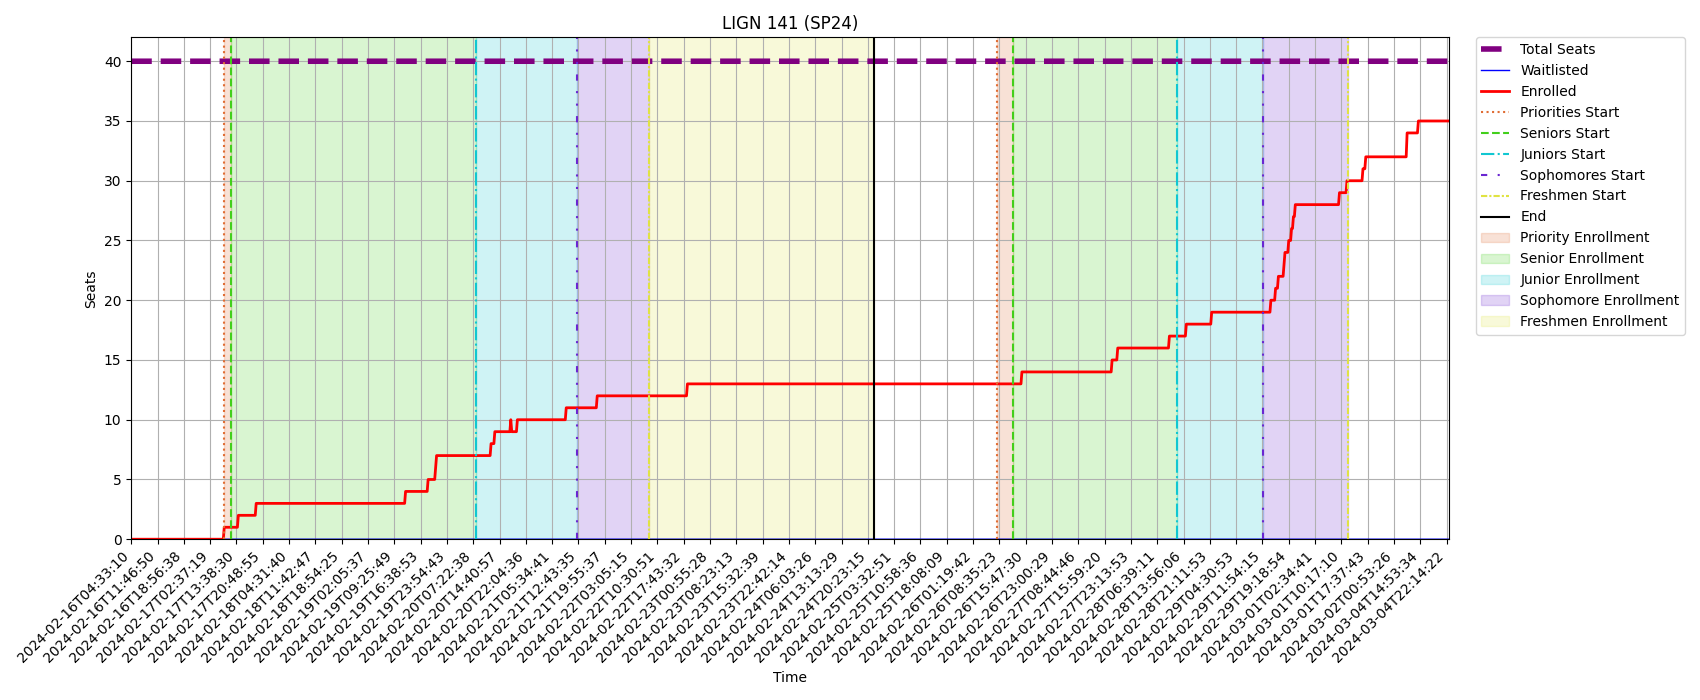 LIGN 141 (SP24)
Seats
40
35
30
25
20
15
10
5
0
2024-02-16T04:33:10
2024-02-16T11:46:50
2024-02-16T18:56:38
2024-02-17T02:37:19
2024-02-17T13:38:30
2024-02-17T20:48:55
2024-02-18T04:31:40
2024-02-18T11:42:47
2024-02-18T18:54:25
2024-02-19T02:05:37
2024-02-19T09:25:49
2024-02-19T16:38:53
2024-02-19T23:54:43
2024-02-20T07:22:38
2024-02-20T14:40:57
2024-02-20T22:04:36
2024-02-21T05:34:41
2024-02-21T12:43:35
2024-02-21T19:55:37
2024-02-22T03:05:15
2024-02-22T10:30:51
2024-02-22T17:43:32
2024-02-23T00:55:28
2024-02-23T08:23:13
2024-02-23T15:32:39
2024-02-23T22:42:14
2024-02-24T06:03:26
2024-02-24T13:13:29
2024-02-24T20:23:15
2024-02-25T03:32:51
2024-02-25T10:58:36
2024-02-25T18:08:09
2024-02-26T01:19:42
2024-02-26T08:35:23
2024-02-26T15:47:30
2024-02-26T23:00:29
2024-02-27T08:44:46
2024-02-27T15:59:20
2024-02-27T23:13:53
2024-02-28T06:39:11
2024-02-28T13:56:06
2024-02-28T21:11:53
2024-02-29T04:30:53
2024-02-29T11:54:15
2024-02-29T19:18:54
2024-03-01T02:34:41
2024-03-01T10:17:10
2024-03-01T17:37:43
2024-03-02T00:53:26
2024-03-04T14:53:34
2024-03-04T22:14:22
Time
Total Seats
Waitlisted
Enrolled
Priorities Start
Seniors Start
Juniors Start
Sophomores Start
Freshmen Start
End
Priority Enrollment
Senior Enrollment
Junior Enrollment
Sophomore Enrollment
Freshmen Enrollment